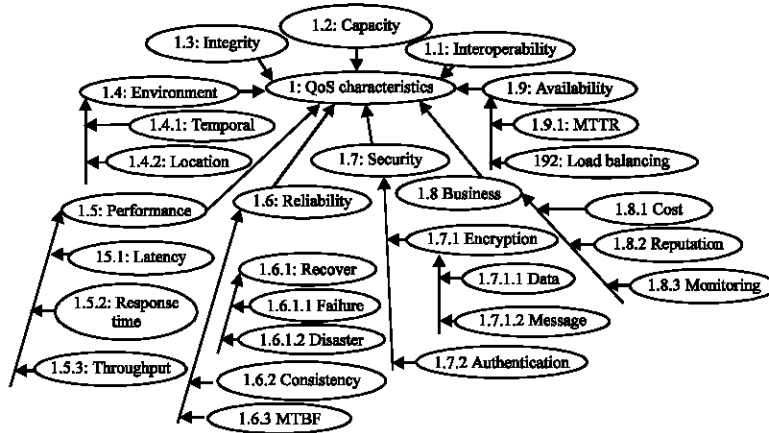 1.2: Capacity
1.3: Integrity
1.1: Interoperability
1: QoS characteristics
1.4: Environment
1.9: Availability
1.4.1: Temporal
1.9.1: MTTR
1.4.2: Location
1.7: Security
192: Load balancing
1.8 Business
1.5: Performance
1.6: Reliability
1.8.1 Cost
1.7.1 Encryption
1.8.2 Reputation
15.1: Latency
1.6.1: Recover
1.7.1.1 Data
1.8.3 Monitoring
1.5.2: Response
time
1.6.1.1 Failure
1.7.1.2 Message
1.6.1.2 Disaster
1.5.3: Throughput
1.7.2 Authentication
1.6.2 Consistency
1.6.3 MTBF